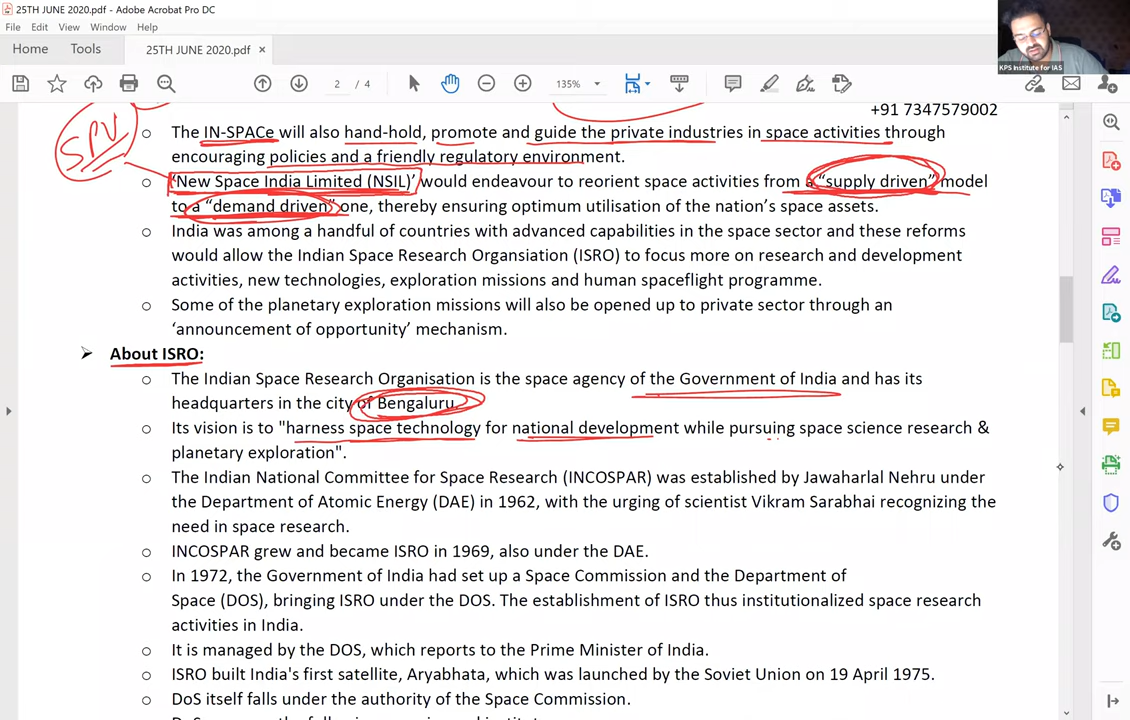 25TH JUNE 2020.pdf - Adobe Acrobat Pro DC
File Edit View Window Help
Home Tools 25TH JUNE 2020.pdf ×
2 / 4 135%
KPS Institute for IAS
+91 7347579002
SPV
o The IN-SPACe will also hand-hold, promote and guide the private industries in space activities through
encouraging policies and a friendly regulatory environment.
o 'New Space India Limited (NSIL)' would endeavour to reorient space activities from a "supply driven" model
to a "demand driven" one, thereby ensuring optimum utilisation of the nation's space assets.
o India was among a handful of countries with advanced capabilities in the space sector and these reforms
would allow the Indian Space Research Organsiation (ISRO) to focus more on research and development
activities, new technologies, exploration missions and human spaceflight programme.
o Some of the planetary exploration missions will also be opened up to private sector through an
'announcement of opportunity' mechanism.
➢ About ISRO:
o The Indian Space Research Organisation is the space agency of the Government of India and has its
headquarters in the city of Bengaluru.
o Its vision is to "harness space technology for national development while pursuing space science research &
planetary exploration".
o The Indian National Committee for Space Research (INCOSPAR) was established by Jawaharlal Nehru under
the Department of Atomic Energy (DAE) in 1962, with the urging of scientist Vikram Sarabhai recognizing the
need in space research.
o INCOSPAR grew and became ISRO in 1969, also under the DAE.
o In 1972, the Government of India had set up a Space Commission and the Department of
Space (DOS), bringing ISRO under the DOS. The establishment of ISRO thus institutionalized space research
activities in India.
o It is managed by the DOS, which reports to the Prime Minister of India.
o ISRO built India's first satellite, Aryabhata, which was launched by the Soviet Union on 19 April 1975.
o DoS itself falls under the authority of the Space Commission.